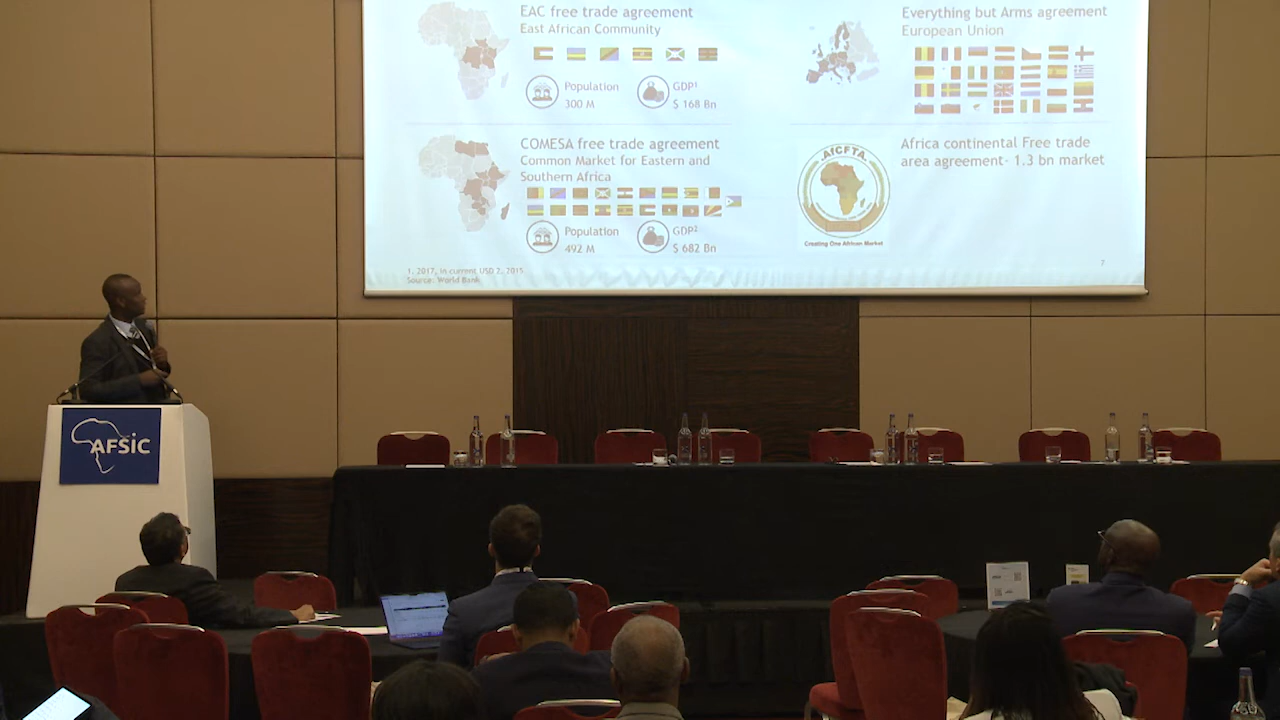 EAC free trade agreement
East African Community
Population
300 M
GDP¹
$ 168 Bn
COMESA free trade agreement
Common Market for Eastern and
Southern Africa
Population
492 M
GDP²
$ 682 Bn
1. 2017, in current USD 2. 2015
Source: World Bank
Everything but Arms agreement
European Union
AfCFTA
Creating One African Market
Africa continental Free trade
area agreement- 1.3 bn market
7
AFSIC